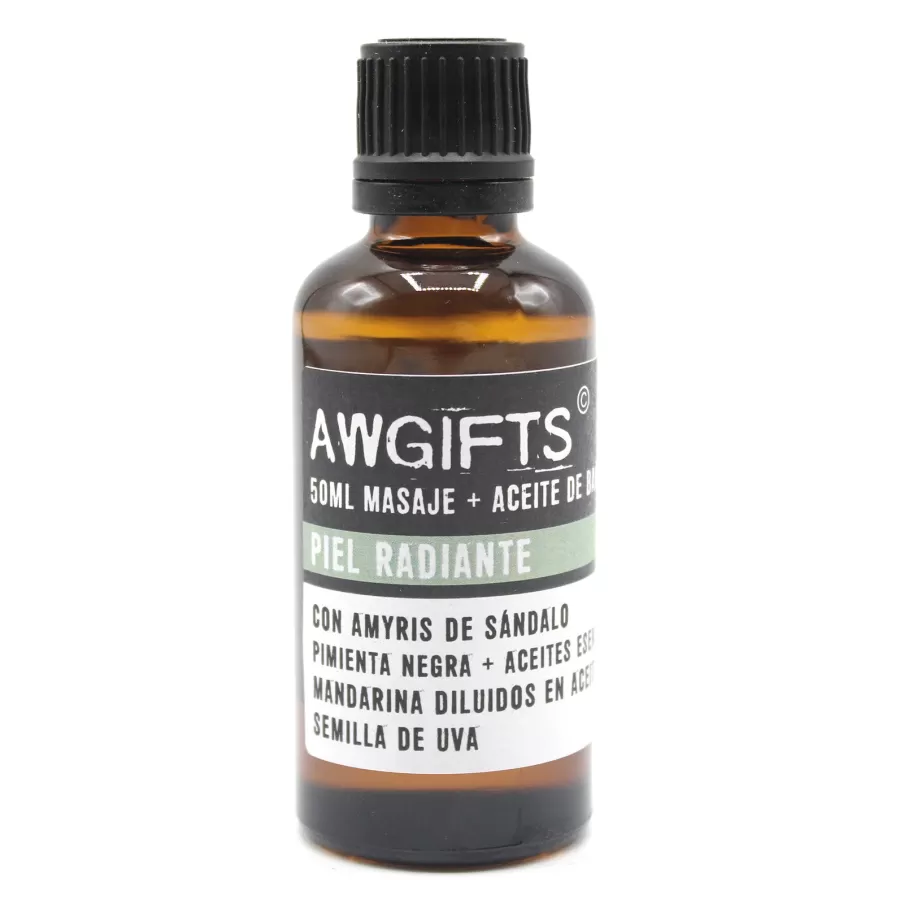 AWGIFTS©
50ML MASAJE + ACEITE DE
PIEL RADIANTE
CON AMYRIS DE SÁNDALO
PIMIENTA NEGRA + ACEITES
MANDARINA DILUIDOS EN
SEMILLA DE UVA